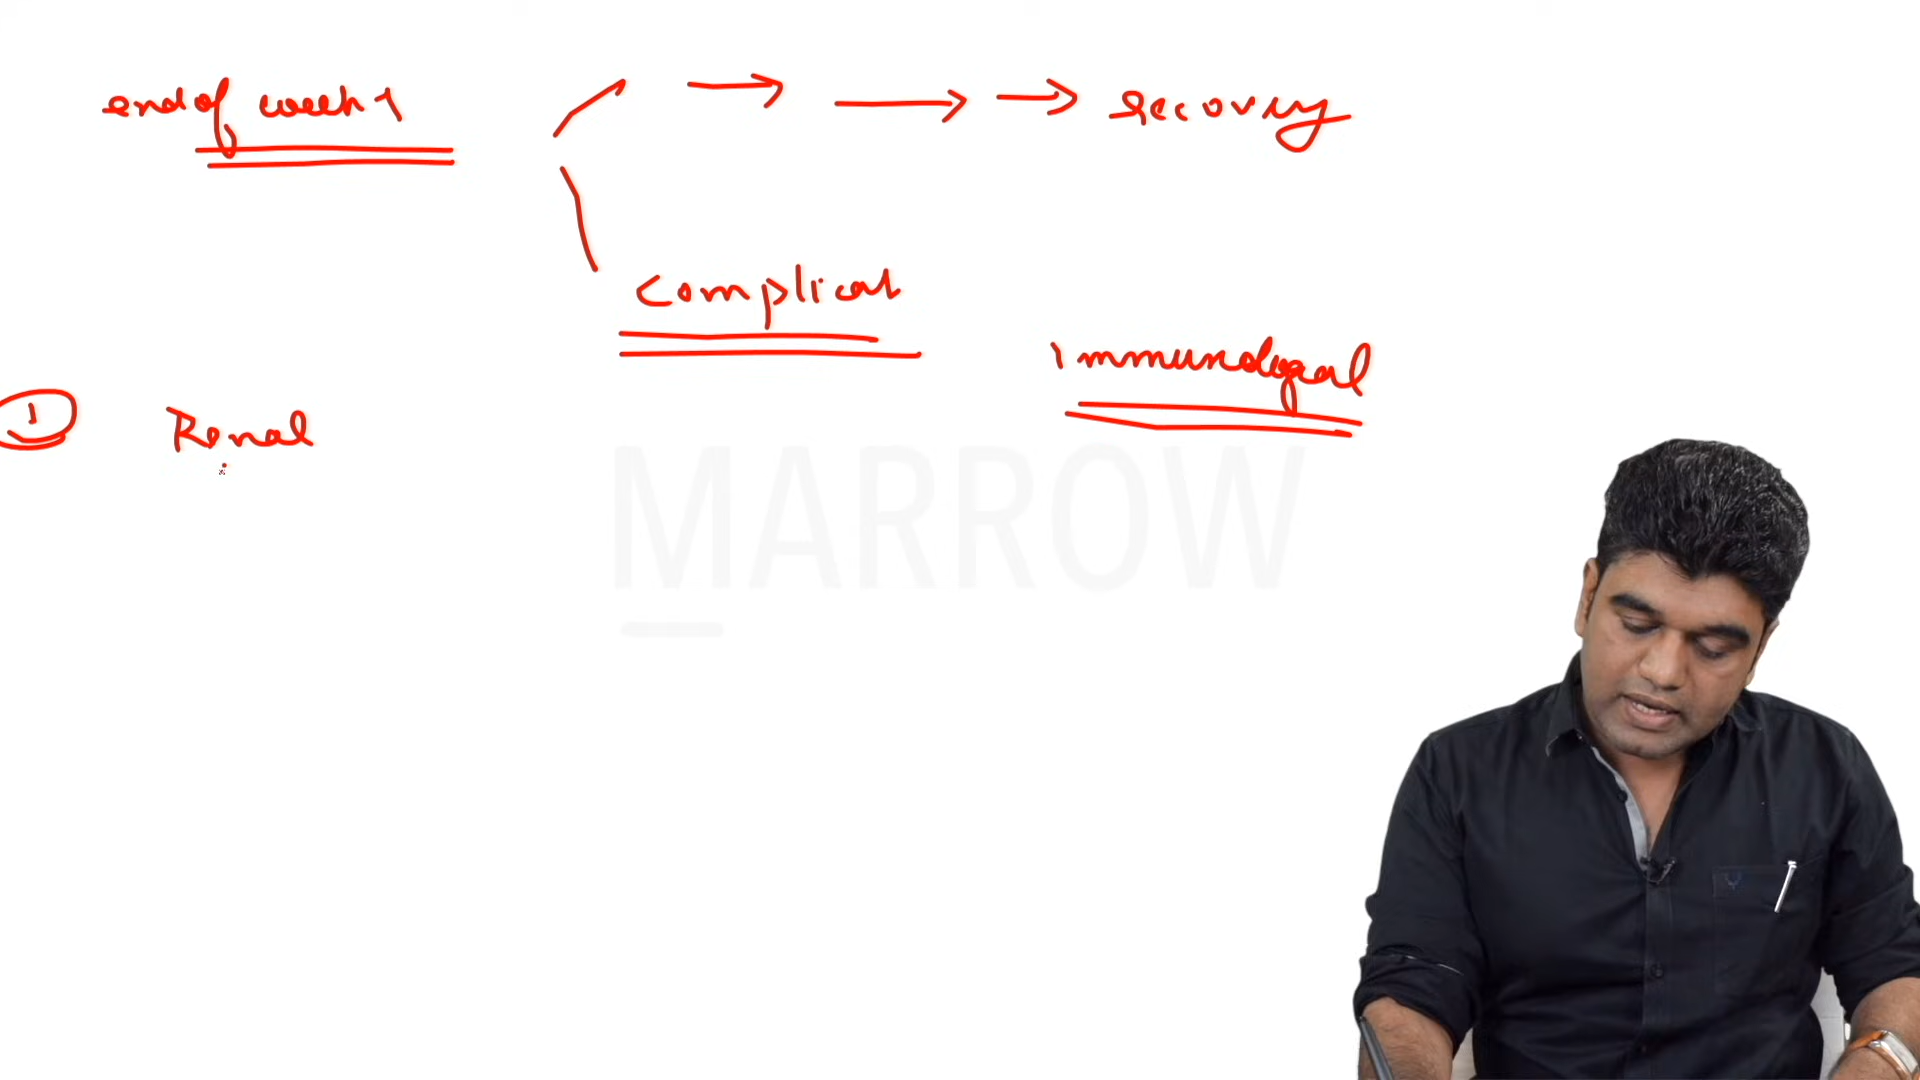 end of week 1
recovery
complicat
immunological
1 Renal
MARROW